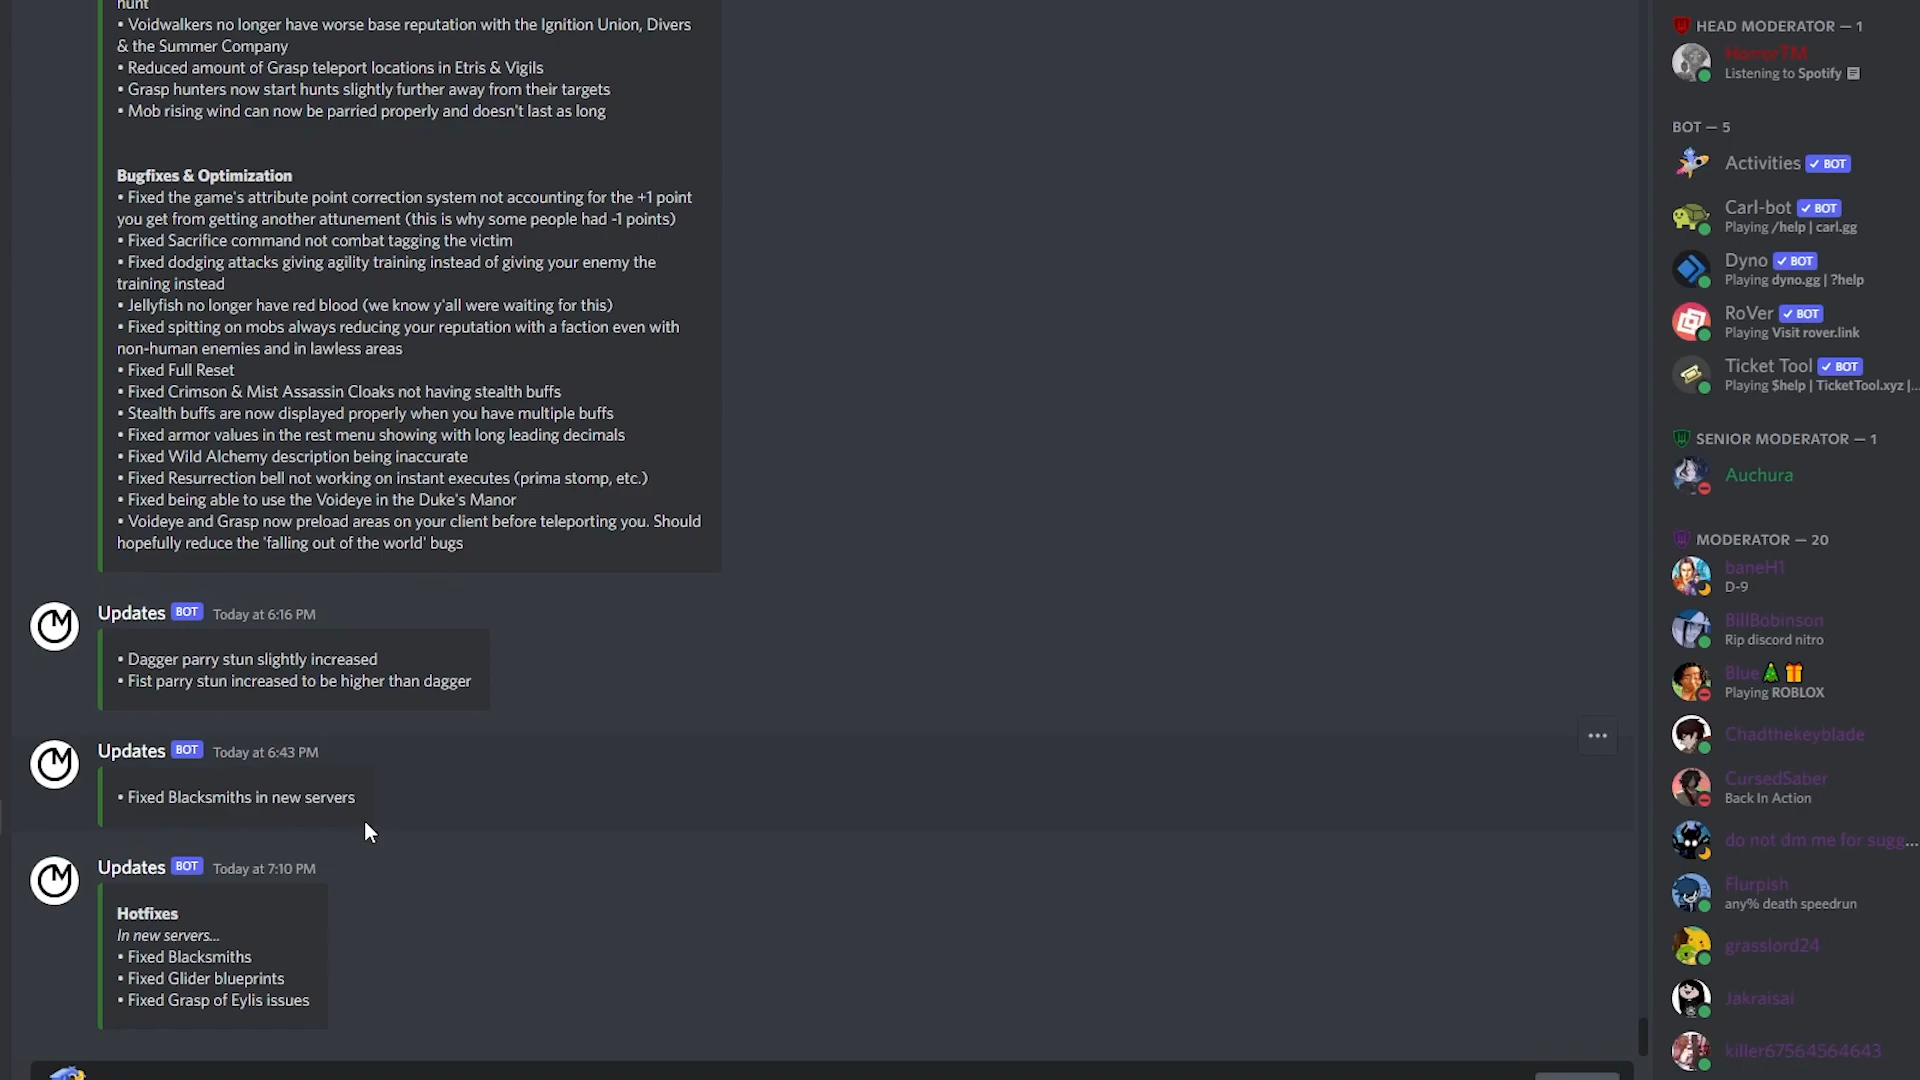 hunt
• Voidwalkers no longer have worse base reputation with the Ignition Union, Divers
& the Summer Company
• Reduced amount of Grasp teleport locations in Etris & Vigils
• Grasp hunters now start hunts slightly further away from their targets
• Mob rising wind can now be parried properly and doesn't last as long
Bugfixes & Optimization
• Fixed the game's attribute point correction system not accounting for the +1 point
you get from getting another attunement (this is why some people had -1 points)
• Fixed Sacrifice command not combat tagging the victim
• Fixed dodging attacks giving agility training instead of giving your enemy the
training instead
• Jellyfish no longer have red blood (we know y'all were waiting for this)
• Fixed spitting on mobs always reducing your reputation with a faction even with
non-human enemies and in lawless areas
• Fixed Full Reset
• Fixed Crimson & Mist Assassin Cloaks not having stealth buffs
• Stealth buffs are now displayed properly when you have multiple buffs
• Fixed armor values in the rest menu showing with long leading decimals
• Fixed Wild Alchemy description being inaccurate
• Fixed Resurrection bell not working on instant executes (prima stomp, etc.)
• Fixed being able to use the Voideye in the Duke's Manor
• Voideye and Grasp now preload areas on your client before teleporting you. Should
hopefully reduce the 'falling out of the world' bugs
Updates BOT Today at 6:16 PM
• Dagger parry stun slightly increased
• Fist parry stun increased to be higher than dagger
Updates BOT Today at 6:43 PM
• Fixed Blacksmiths in new servers
Updates BOT Today at 7:10 PM
Hotfixes
In new servers...
• Fixed Blacksmiths
• Fixed Glider blueprints
• Fixed Grasp of Eylis issues
HEAD MODERATOR — 1
HorrorTM
Listening to Spotify
BOT — 5
Activities ✓ BOT
Carl-bot ✓ BOT
Playing /help | carl.gg
Dyno ✓ BOT
Playing dyno.gg | ?help
RoVer ✓ BOT
Playing Visit rover.link
Ticket Tool ✓ BOT
Playing $help | TicketTool.xyz |...
SENIOR MODERATOR — 1
Auchura
MODERATOR — 20
baneH1
D-9
BillBobinson
Rip discord nitro
Blue🎄🎁
Playing ROBLOX
Chadthekeyblade
CursedSaber
Back In Action
do not dm me for sugg...
Flurpish
any% death speedrun
grasslord24
Jakraisai
killer67564564643